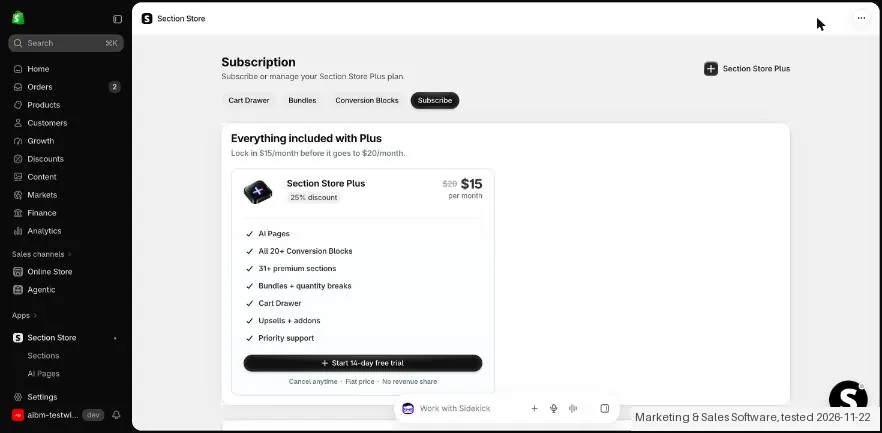 Section Store
Search ⌘K
Home
Orders 2
Products
Customers
Growth
Discounts
Content
Markets
Finance
Analytics
Sales channels
Online Store
Agentic
Apps
Section Store
Sections
AI Pages
Settings
aibm-testwi... dev
Subscription
Subscribe or manage your Section Store Plus plan.
Section Store Plus
Cart Drawer Bundles Conversion Blocks Subscribe
Everything included with Plus
Lock in $15/month before it goes to $20/month.
Section Store Plus
25% discount
$20 $15
per month
AI Pages
All 20+ Conversion Blocks
31+ premium sections
Bundles + quantity breaks
Cart Drawer
Upsells + addons
Priority support
+ Start 14-day free trial
Cancel anytime · Flat price · No revenue share
Work with Sidekick
Marketing & Sales Software, tested 2026-11-22